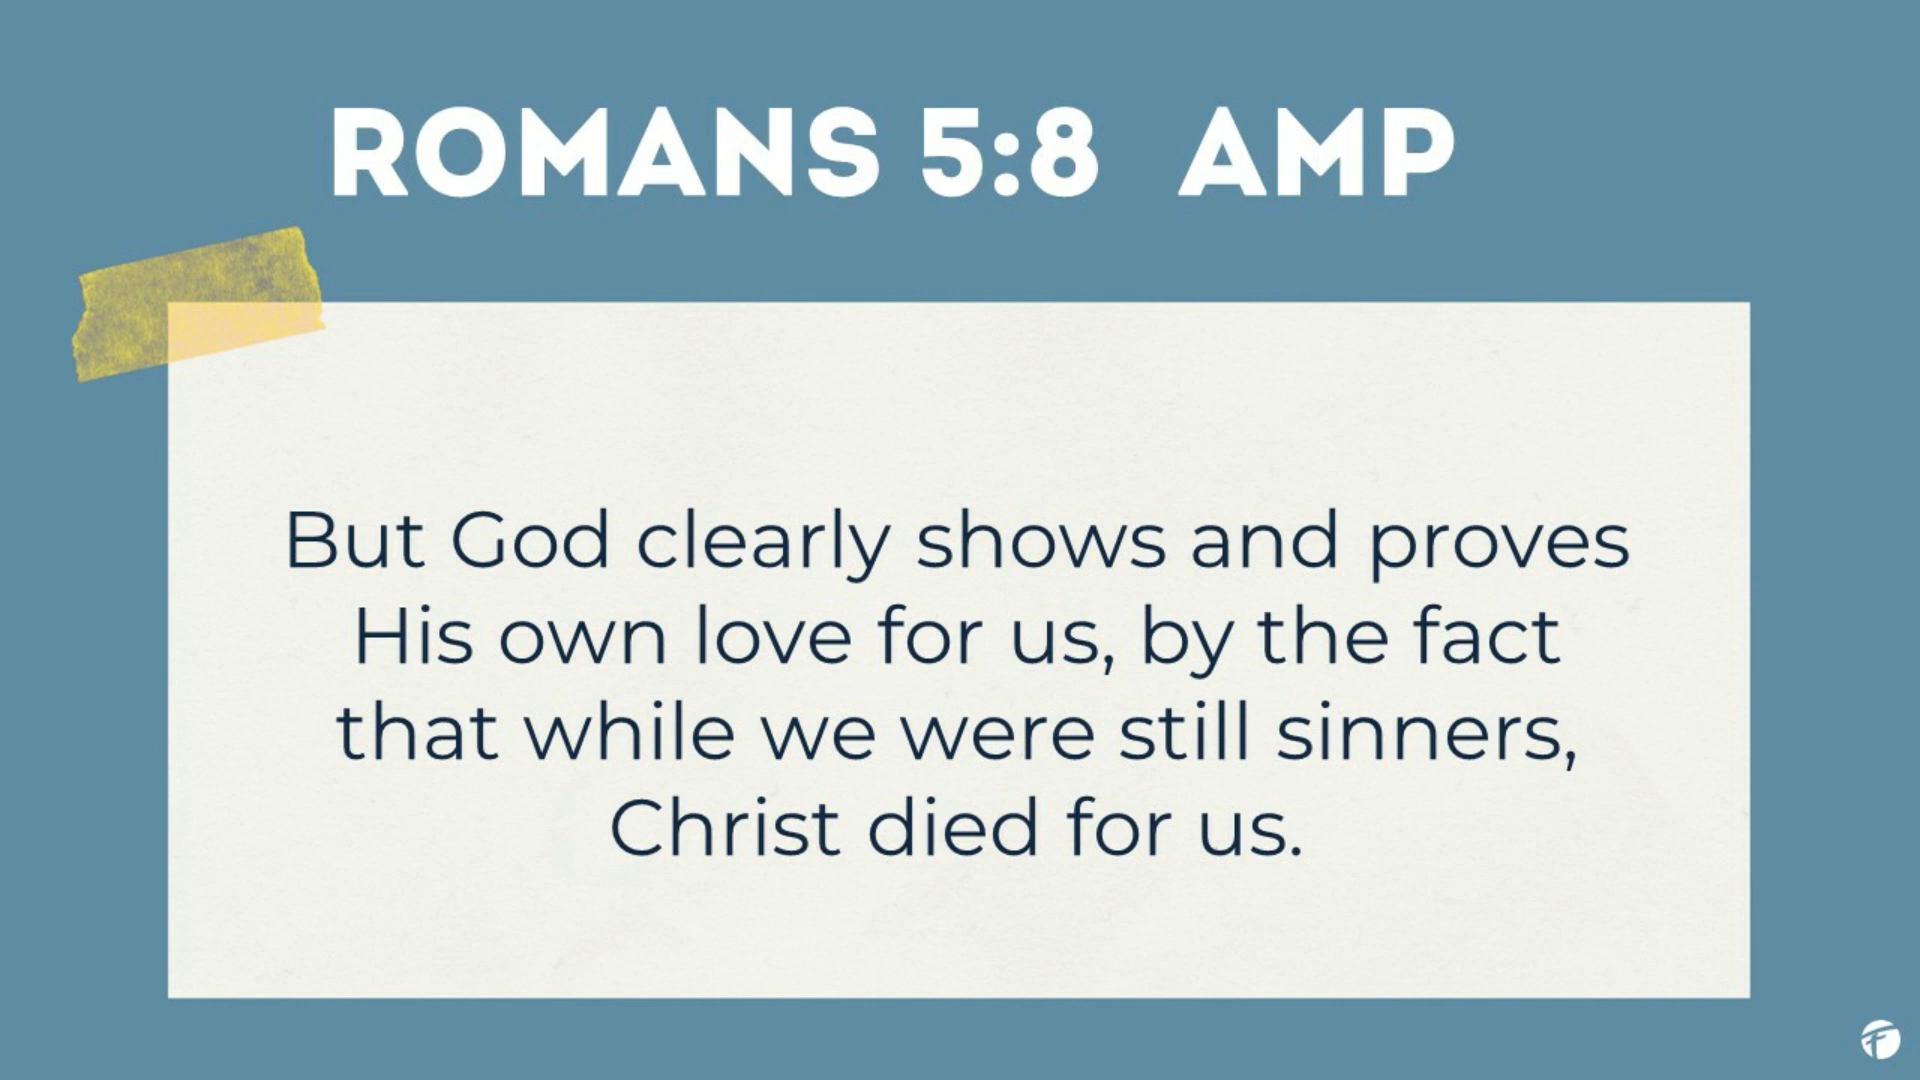 ROMANS 5:8 AMP
But God clearly shows and proves
His own love for us, by the fact
that while we were still sinners,
Christ died for us.